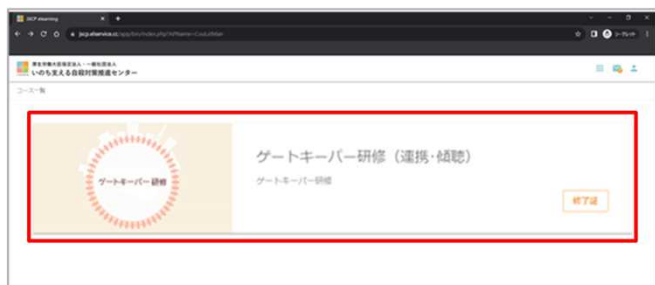 JSCP elearning
厚生労働大臣指定法人・一般社団法人
いのち支える自殺対策推進センター
コース一覧
ゲートキーパー研修
ゲートキーパー研修（連携・傾聴）
ゲートキーパー研修
修了証